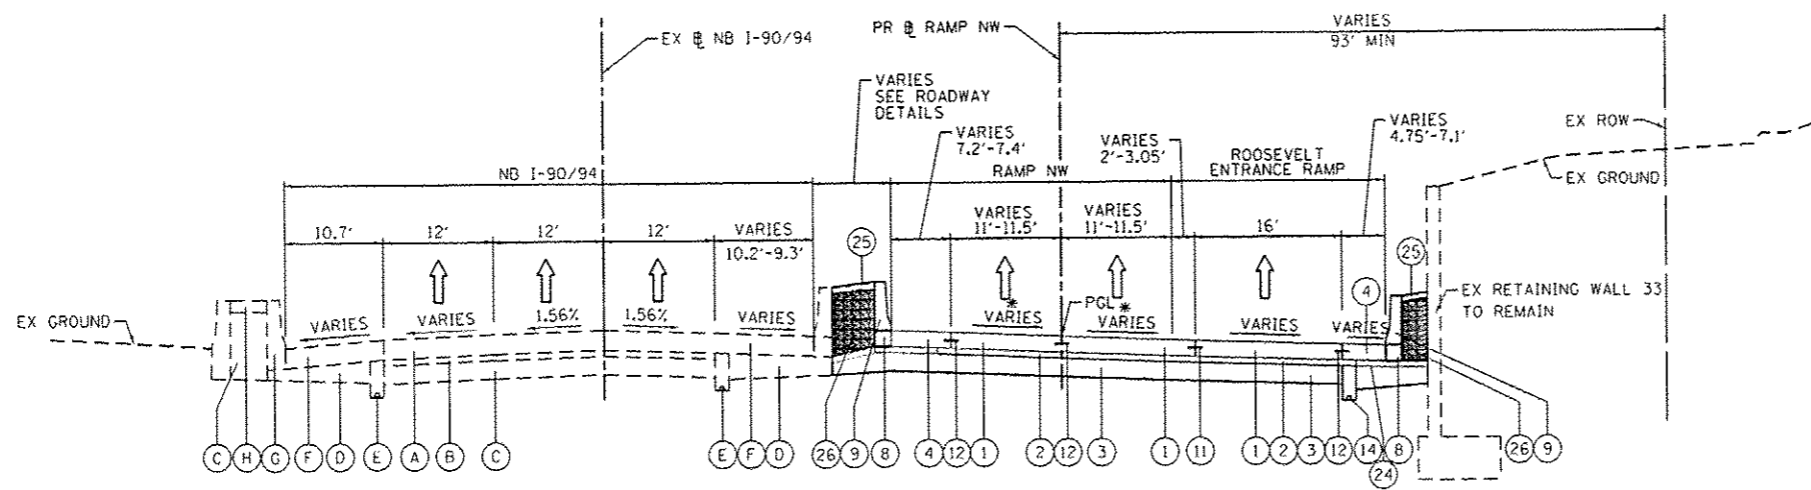 VARIES
93' MIN
EX ℄ NB I-90/94
PR ℄ RAMP NW
VARIES
SEE ROADWAY
DETAILS
VARIES
7.2'-7.4'
VARIES
2'-3.05'
VARIES
4.75'-7.1'
EX ROW
NB I-90/94
RAMP NW
ROOSEVELT
ENTRANCE RAMP
EX GROUND
10.7'
12'
12'
12'
VARIES
10.2'-9.3'
25
VARIES
11'-11.5'
VARIES
11'-11.5'
16'
25
4
EX RETAINING WALL 33
TO REMAIN
EX GROUND
VARIES
VARIES
1.56%
1.56%
VARIES
*
VARIES
PGL
*
VARIES
VARIES
VARIES
C H G F D E A B C E F D 26 9 8 4 12 1 2 12 3 1 11 1 2 3 12 14 8 26 9
24